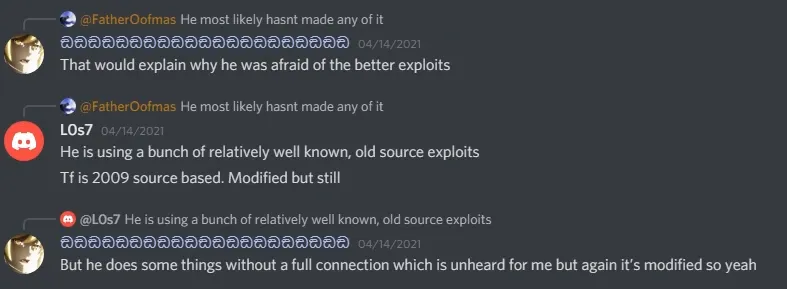 @FatherOofmas He most likely hasnt made any of it
04/14/2021
That would explain why he was afraid of the better exploits
@FatherOofmas He most likely hasnt made any of it
L0s7 04/14/2021
He is using a bunch of relatively well known, old source exploits
Tf is 2009 source based. Modified but still
@L0s7 He is using a bunch of relatively well known, old source exploits
04/14/2021
But he does some things without a full connection which is unheard for me but again it’s modified so yeah